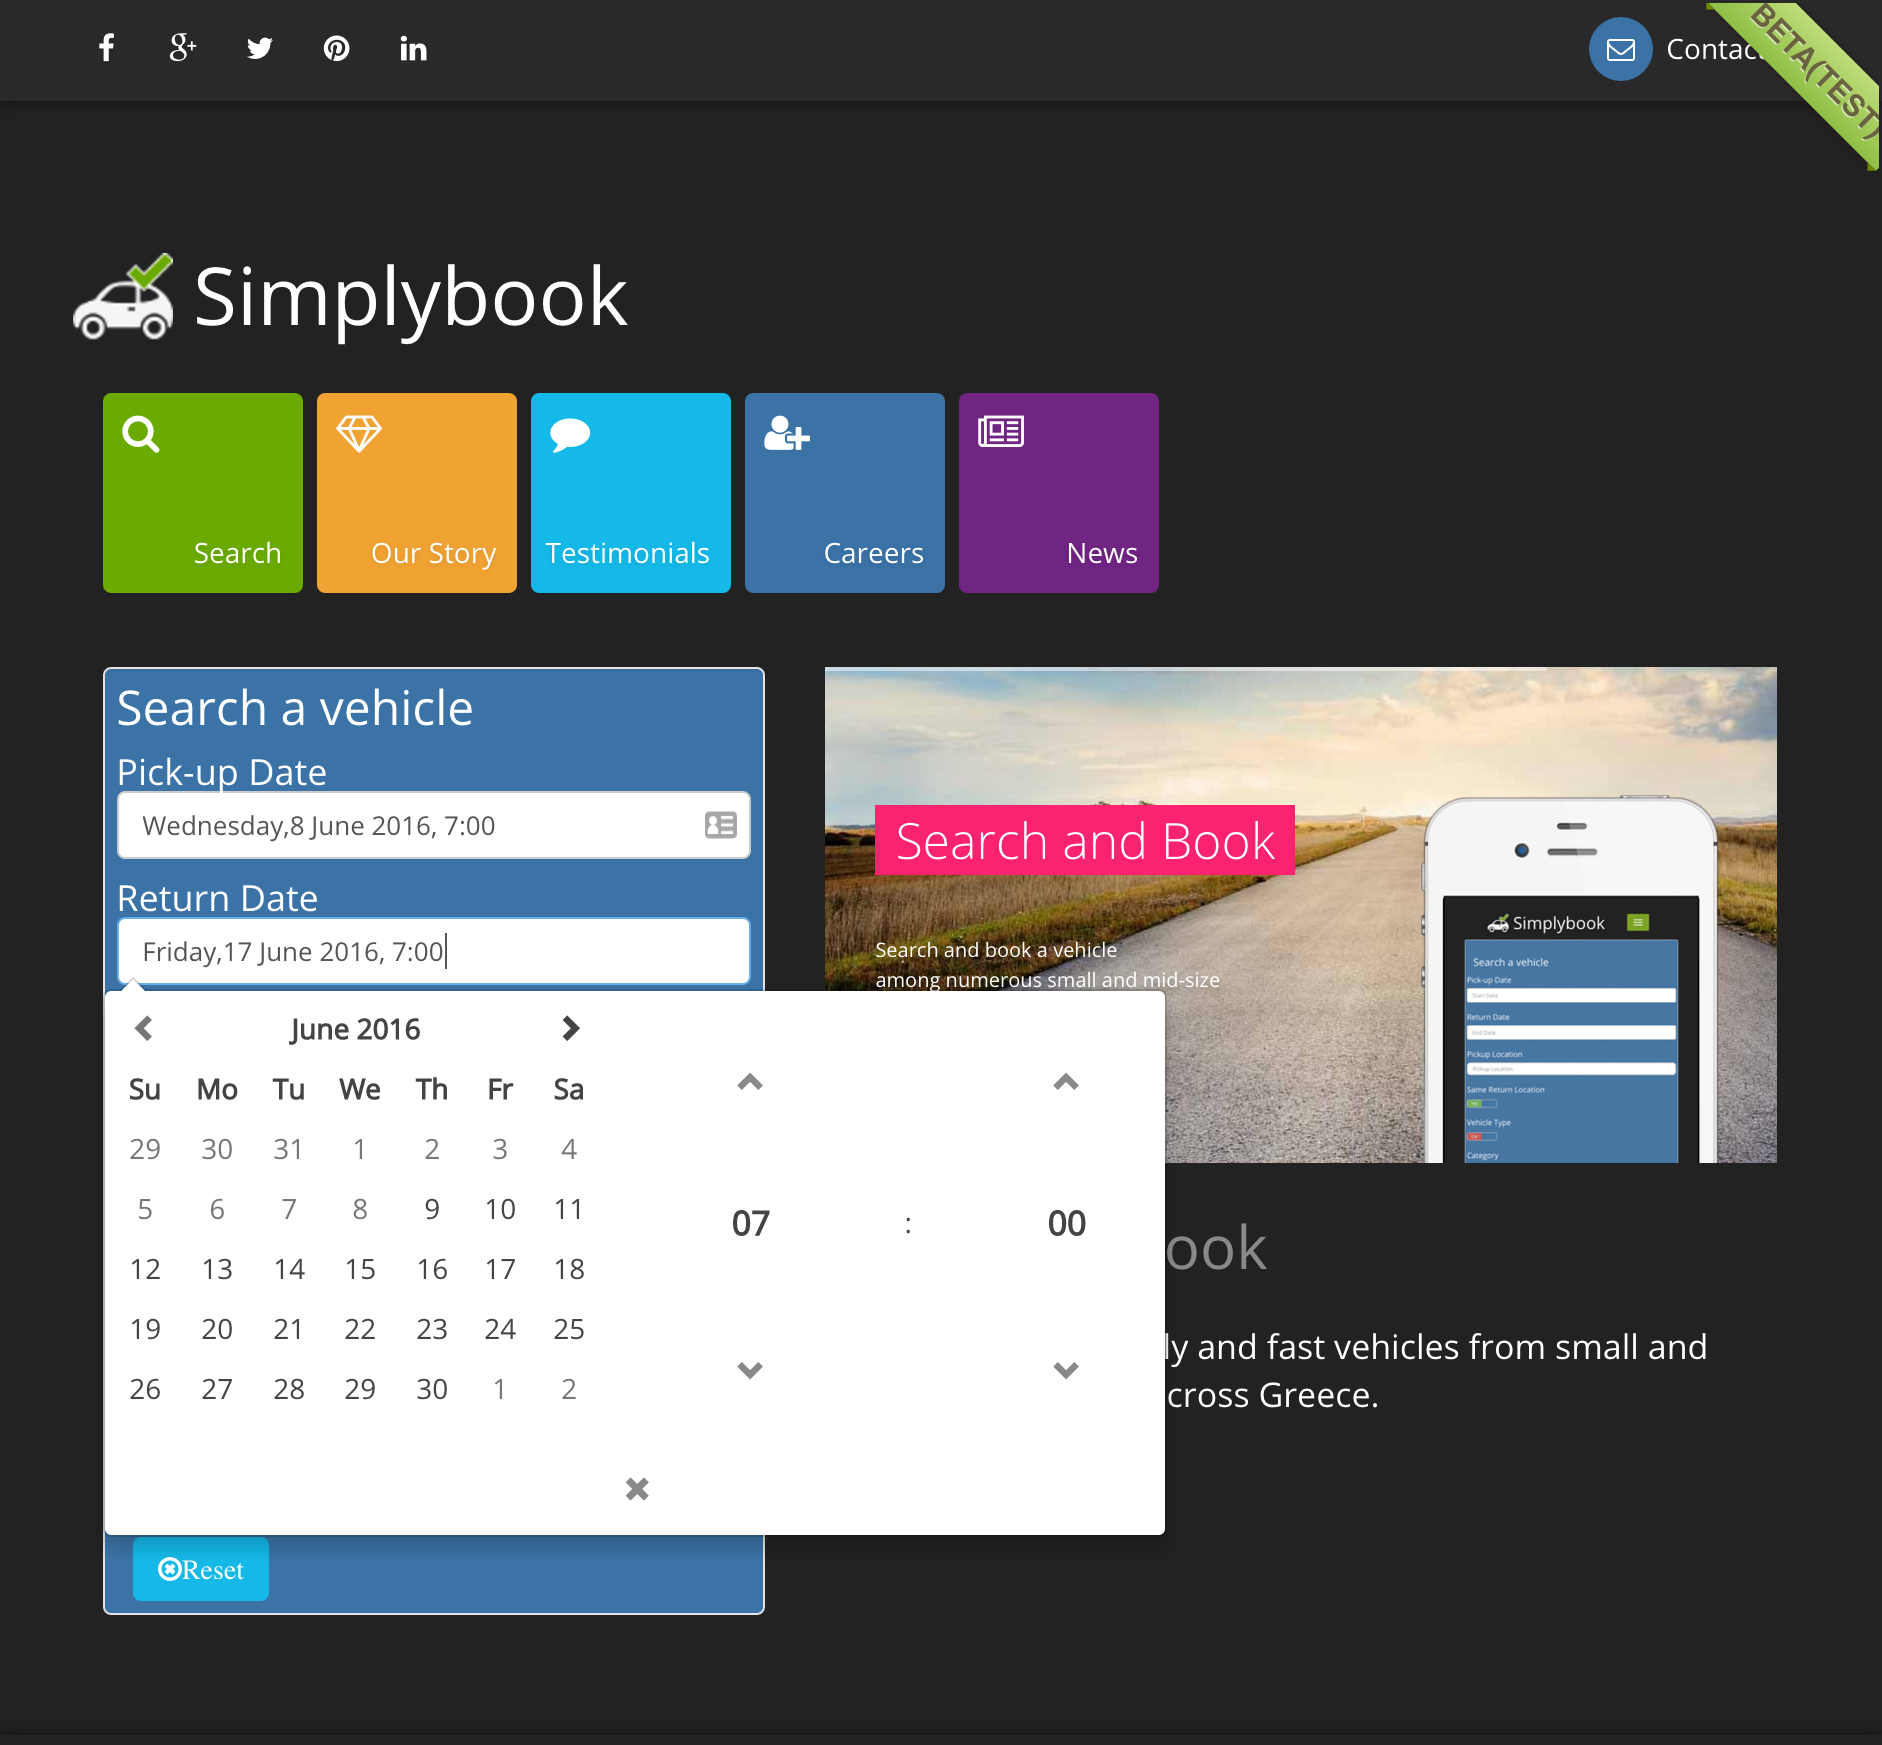 Contac
BETA(TEST)
Simplybook
Search
Our Story
Testimonials
Careers
News
Search a vehicle
Pick-up Date
Wednesday,8 June 2016, 7:00
Return Date
Friday,17 June 2016, 7:00
June 2016
Su Mo Tu We Th Fr Sa
29 30 31 1 2 3 4
5 6 7 8 9 10 11
12 13 14 15 16 17 18
19 20 21 22 23 24 25
26 27 28 29 30 1 2
07 : 00
Reset
Search and Book
Search and book a vehicle
among numerous small and mid-size
Simplybook
Search a vehicle
Pick-up Date
Start Date
Return Date
End Date
Pickup Location
Pickup Location
Same Return Location
Vehicle Type
Category
ook
ly and fast vehicles from small and
cross Greece.